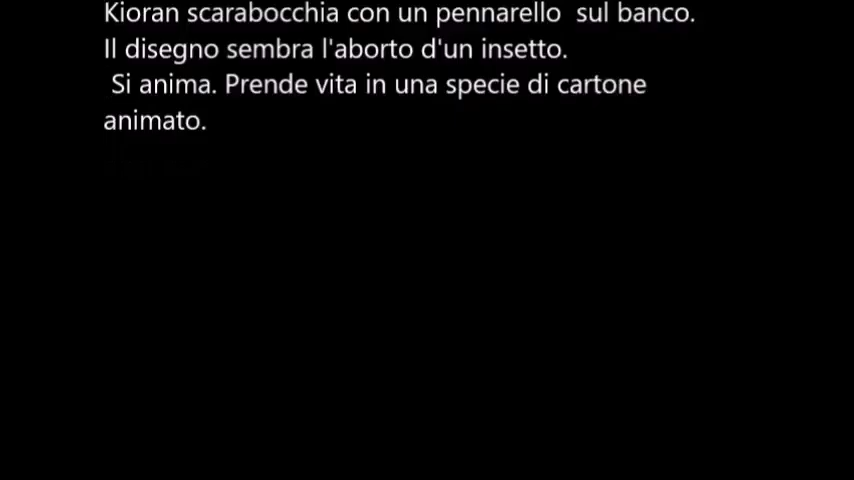 Kioran scarabocchia con un pennarello  sul banco.
Il disegno sembra l'aborto d'un insetto.
 Si anima. Prende vita in una specie di cartone
animato.